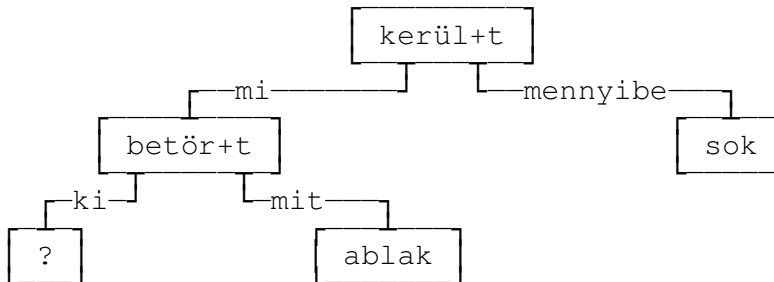 kerül+t
mi mennyibe
betör+t sok
ki mit
? ablak